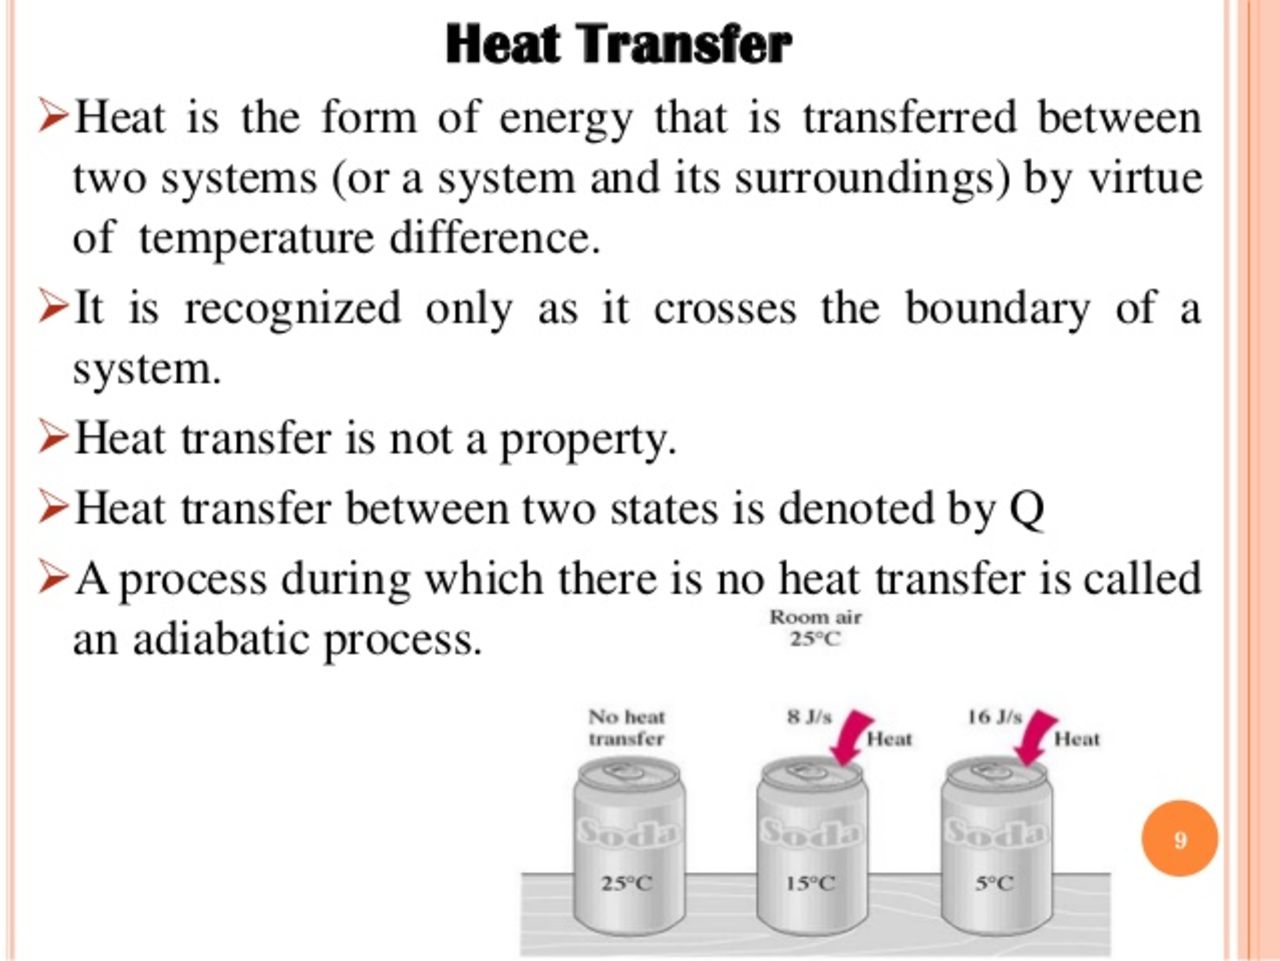 Heat Transfer
➢Heat is the form of energy that is transferred between
two systems (or a system and its surroundings) by virtue
of temperature difference.
➢It is recognized only as it crosses the boundary of a
system.
➢Heat transfer is not a property.
➢Heat transfer between two states is denoted by Q
➢A process during which there is no heat transfer is called
an adiabatic process.
Room air
25°C
No heat
transfer
8 J/s
Heat
16 J/s
Heat
Soda
25°C
Soda
15°C
Soda
5°C
9